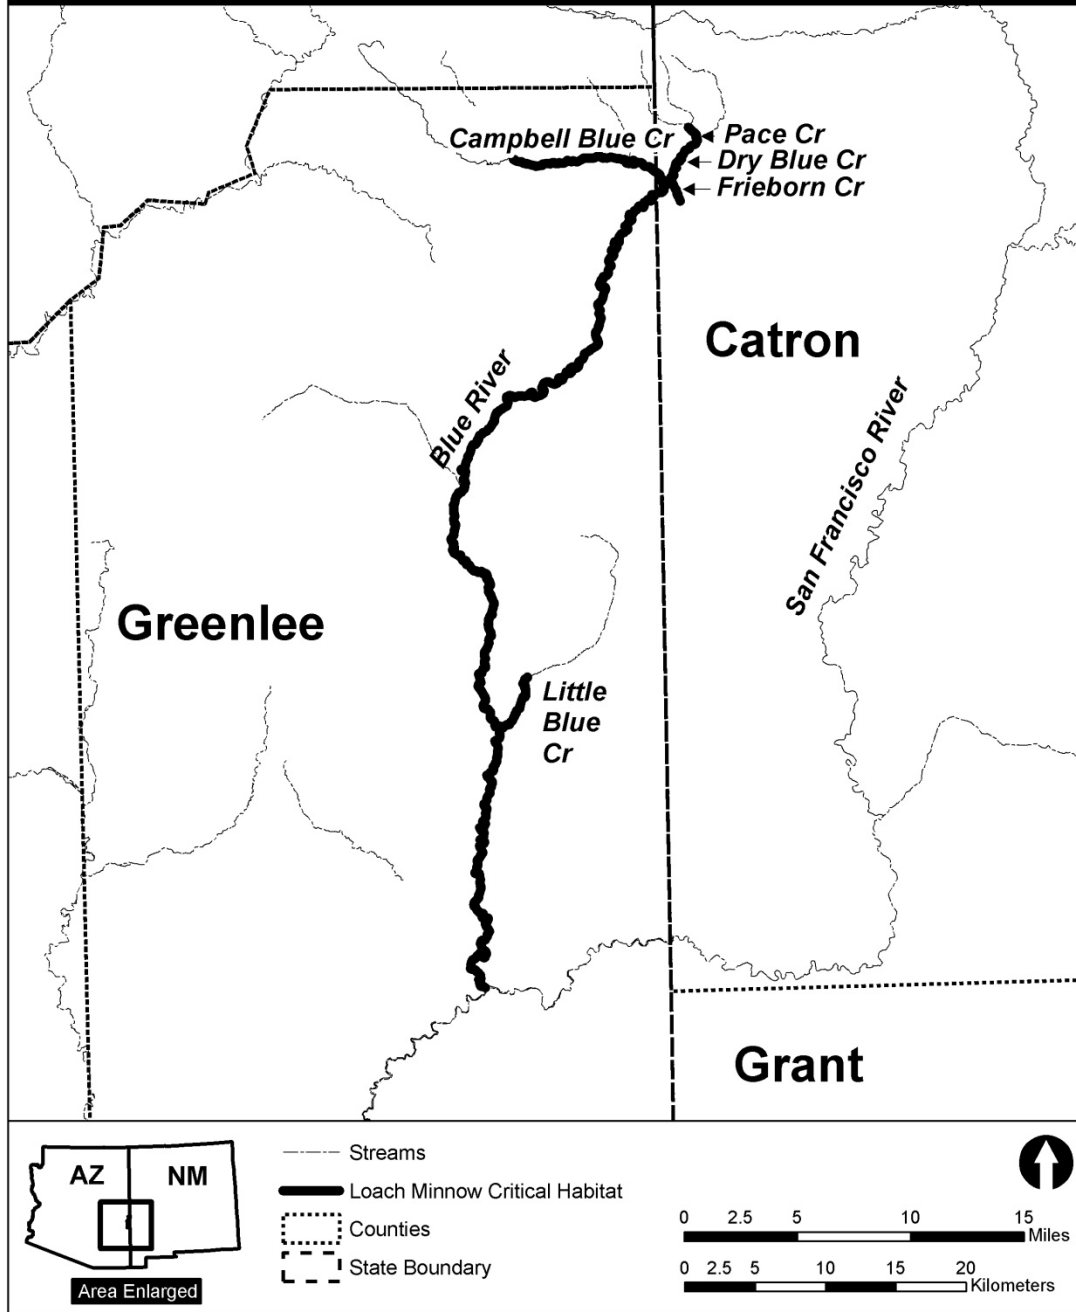 Campbell Blue Cr
Pace Cr
Dry Blue Cr
Frieborn Cr
Catron
Blue River
San Francisco River
Greenlee
Little
Blue
Cr
Grant
AZ
NM
Area Enlarged
Streams
Loach Minnow Critical Habitat
Counties
State Boundary
0 2.5 5 10 15
Miles
0 2.5 5 10 15 20
Kilometers